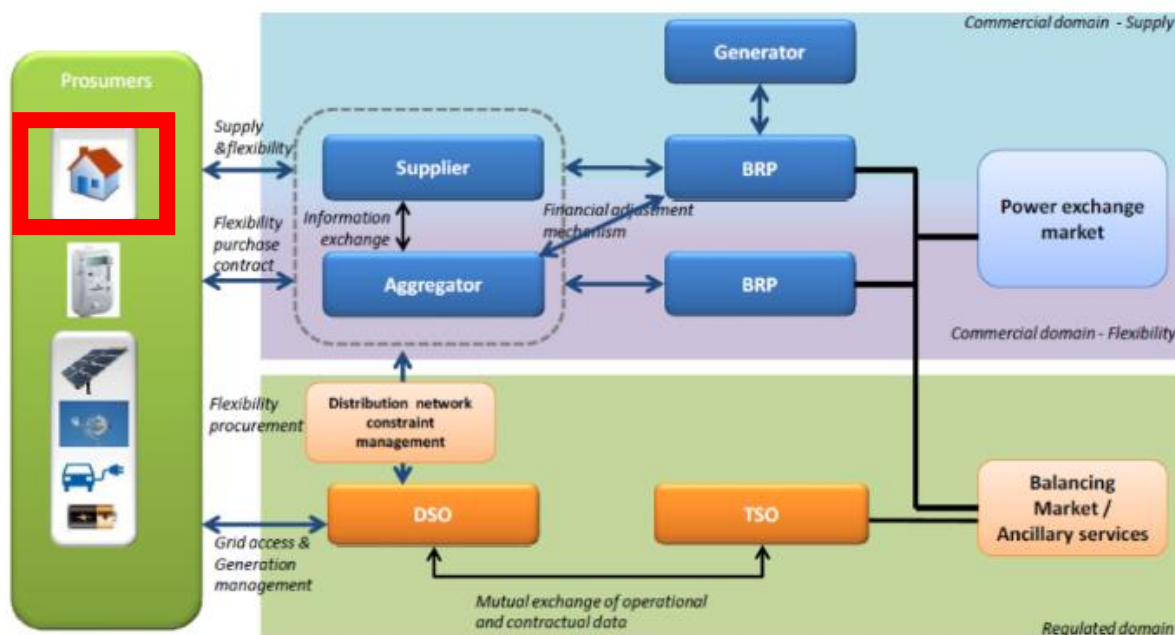 Commercial domain - Supply
Prosumers
Generator
Supply
&flexibility
Supplier
BRP
Information
exchange
Financial adjustment
mechanism
Power exchange
market
Flexibility
purchase
contract
Aggregator
BRP
Commercial domain - Flexibility
Flexibility
procurement
Distribution network
constraint
management
DSO
TSO
Balancing
Market /
Ancillary services
Grid access &
Generation
management
Mutual exchange of operational
and contractual data
Regulated domain